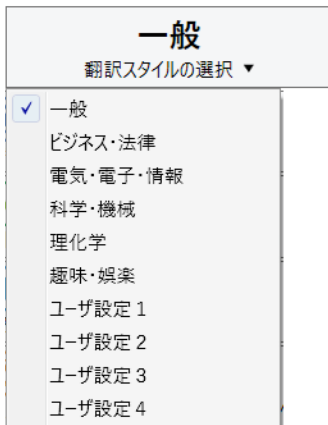 一般
翻訳スタイルの選択 ▼
✓ 一般
ビジネス・法律
電気・電子・情報
科学・機械
理化学
趣味・娯楽
ユーザ設定 1
ユーザ設定 2
ユーザ設定 3
ユーザ設定 4